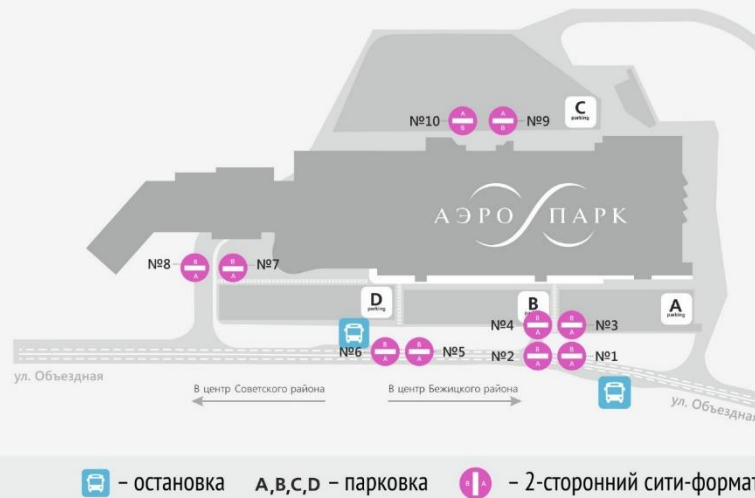 C
parking
№10
A
B
A
B
№9
АЭРО ПАРК
№8
B
A
B
A
№7
D
parking
B
A
parking
№4
B
A
B
A
№3
№6
B
A
B
A
№5
№2
B
A
B
A
№1
ул. Объездная
В центр Советского района
В центр Бежицкого района
ул. Объездная
– остановка
A,B,C,D – парковка
B
A
– 2-сторонний сити-формат